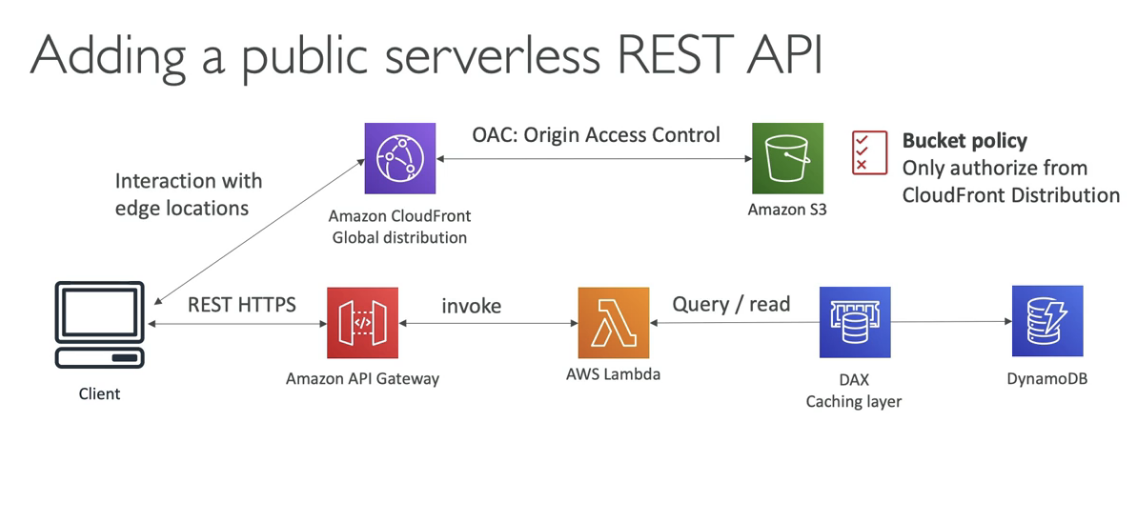 Adding a public serverless REST API
OAC: Origin Access Control
Bucket policy
Only authorize from
CloudFront Distribution
Interaction with
edge locations
Amazon CloudFront
Global distribution
Amazon S3
REST HTTPS
invoke
Query / read
Client
Amazon API Gateway
AWS Lambda
DAX
Caching layer
DynamoDB